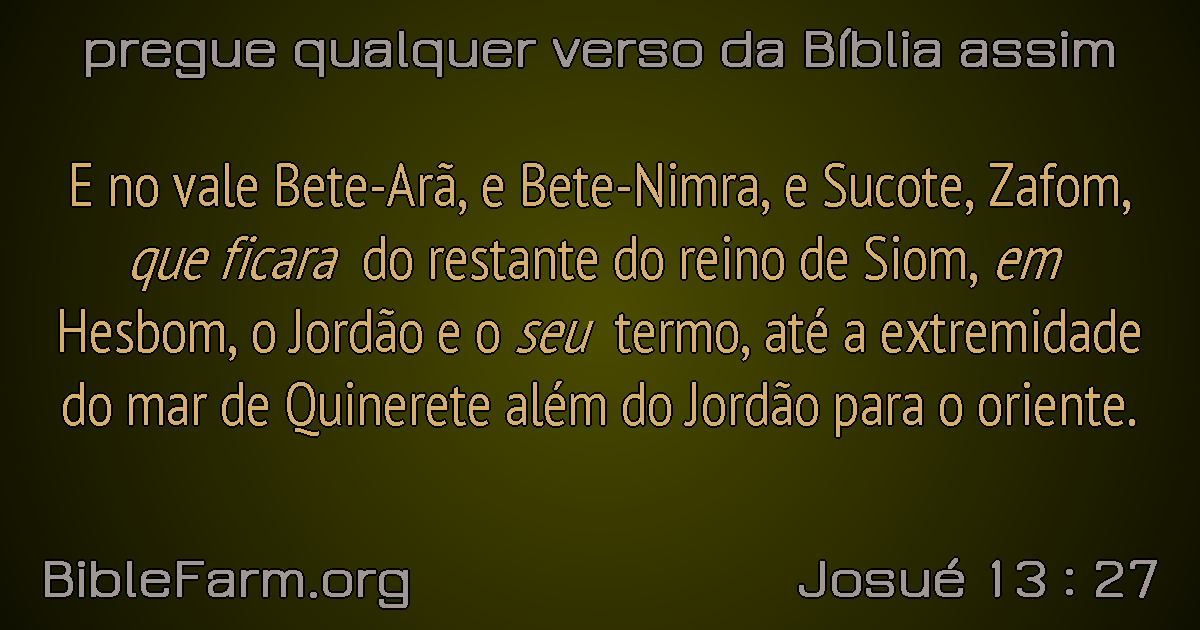 pregue qualquer verso da Bíblia assim
E no vale Bete-Arã, e Bete-Nimra, e Sucote, Zafom,
que ficara do restante do reino de Siom, em
Hesbom, o Jordão e o seu termo, até a extremidade
do mar de Quinerete além do Jordão para o oriente.
BibleFarm.org
Josué 13 : 27